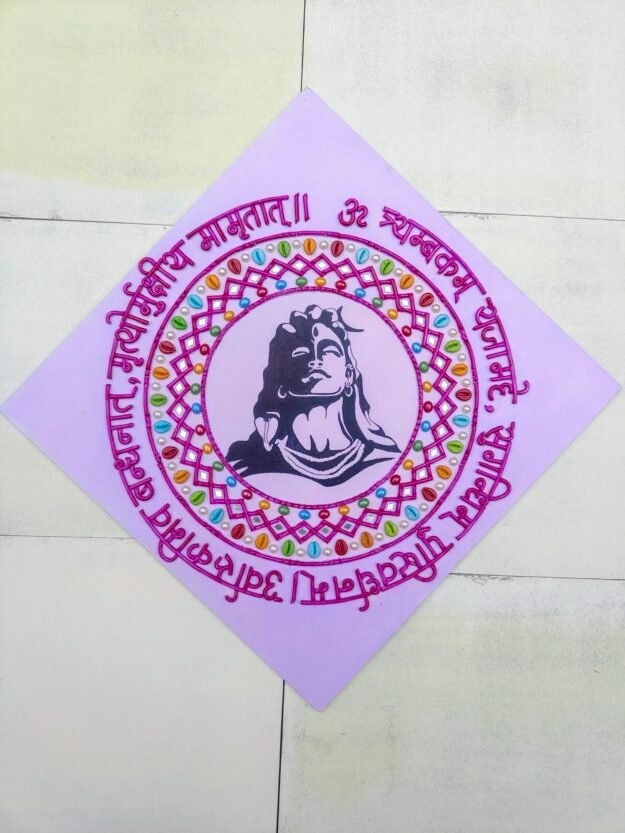 ॐ त्र्यम्बकम् यजामहे, सुगन्धिम् पुष्टिवर्धनम्। उर्वारुकमिव बन्धनात्, मृत्योर्मुक्षीय मामृतात्॥